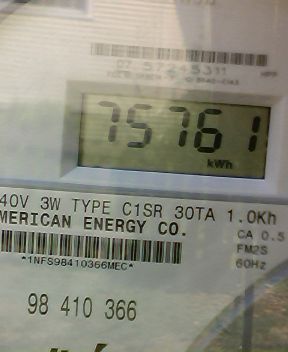 75761
kWh
40V 3W TYPE C1SR 30TA 1.0Kh
MERICAN ENERGY CO.
CA 0.5
FM2S
60Hz
*1NFS98410366MEC*
98 410 366